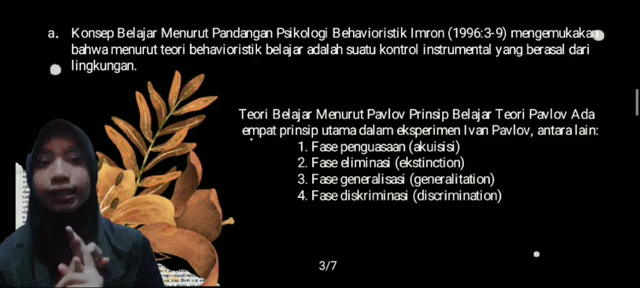 a. Konsep Belajar Menurut Pandangan Psikologi Behavioristik Imron (1996:3-9) mengemukakan
bahwa menurut teori behavioristik belajar adalah suatu kontrol instrumental yang berasal dari
lingkungan.
Teori Belajar Menurut Pavlov Prinsip Belajar Teori Pavlov Ada
empat prinsip utama dalam eksperimen Ivan Pavlov, antara lain:
1. Fase penguasaan (akuisisi)
2. Fase eliminasi (ekstinction)
3. Fase generalisasi (generalitation)
4. Fase diskriminasi (discrimination)
3/7